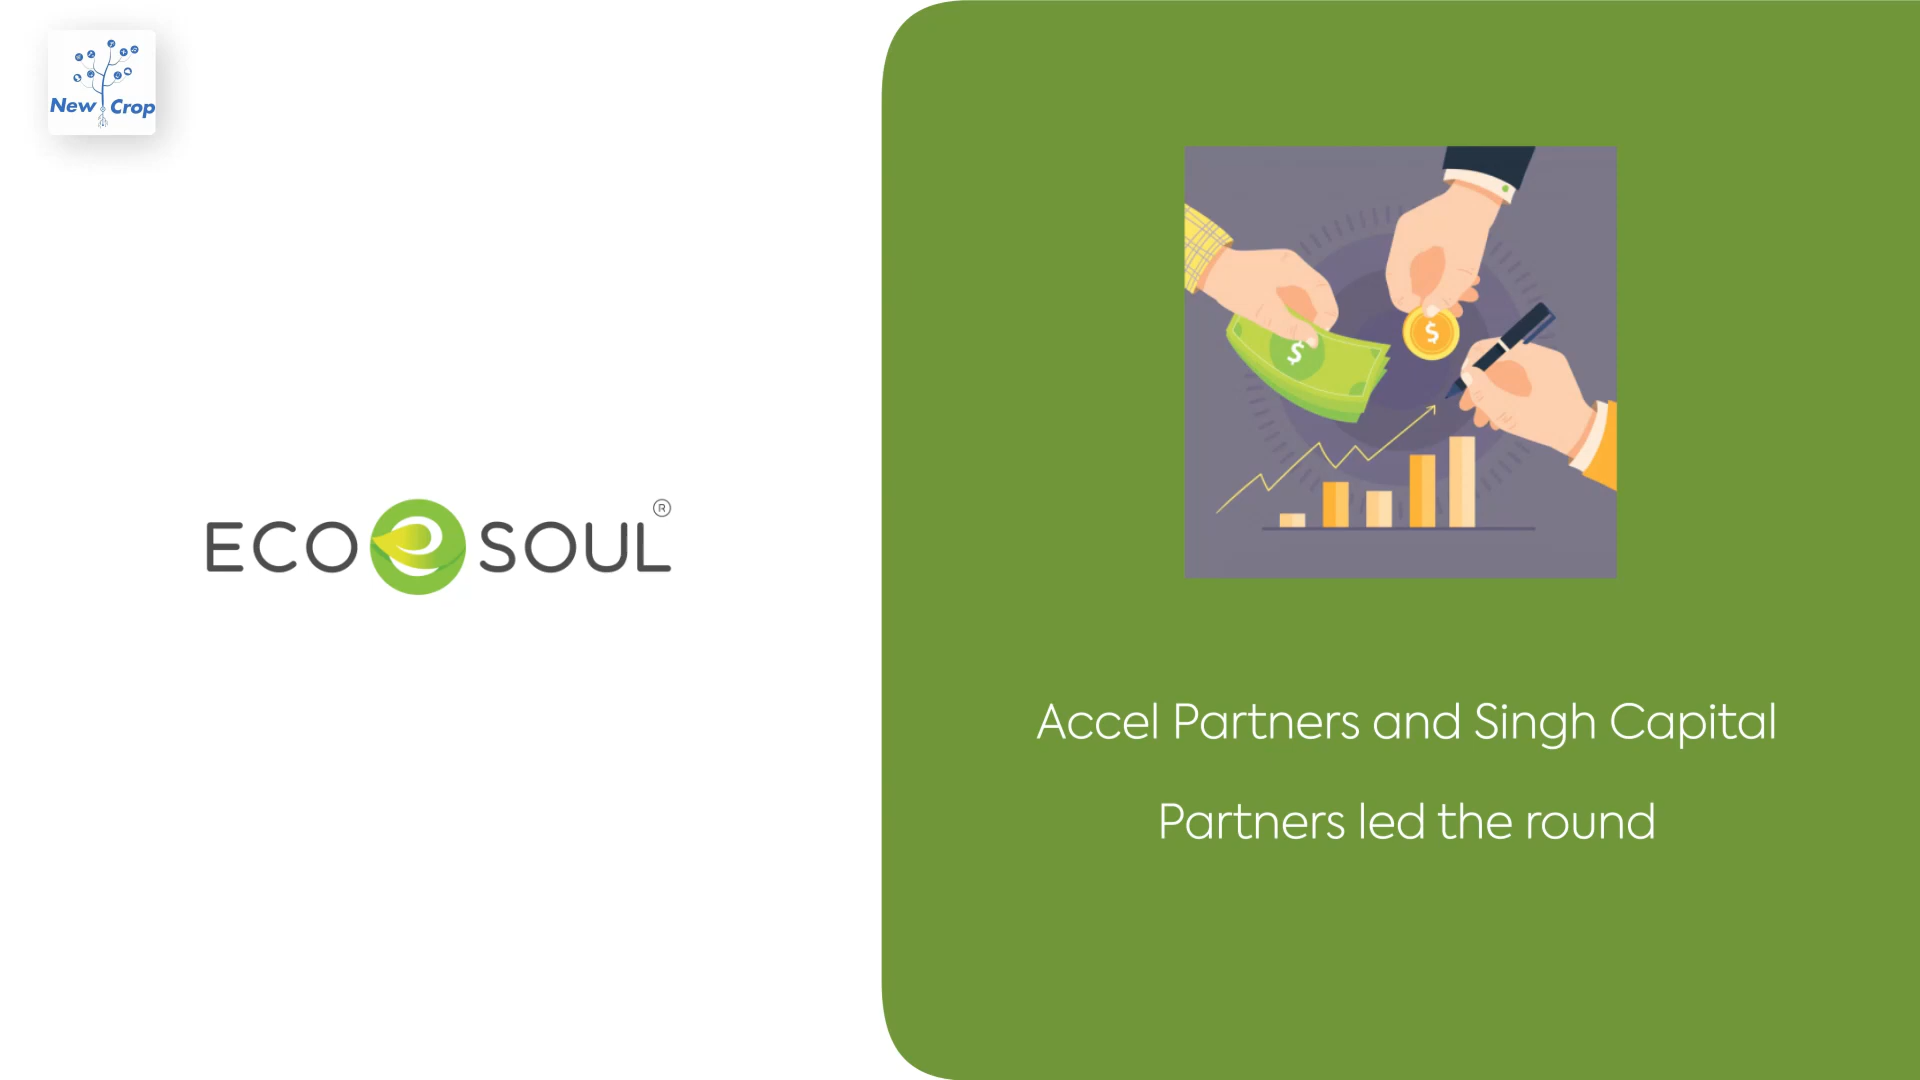 New Crop
ECO SOUL ®
$
$
Accel Partners and Singh Capital
Partners led the round